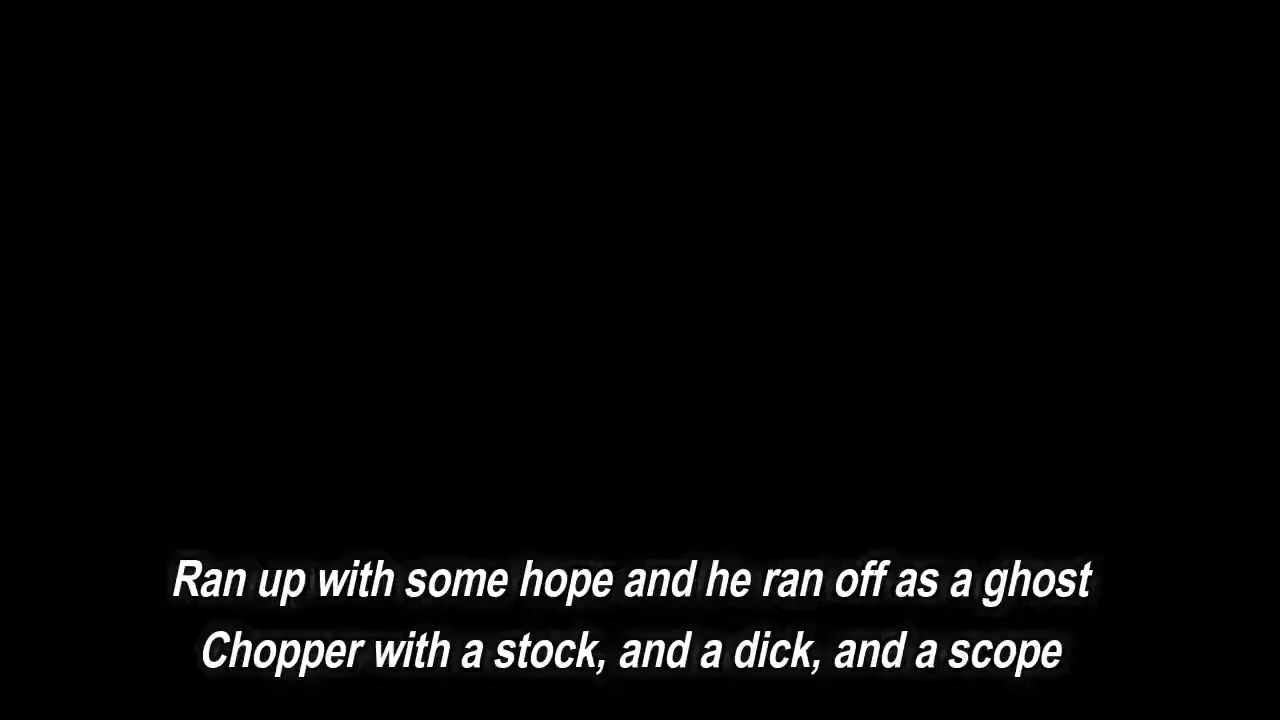 Ran up with some hope and he ran off as a ghost
Chopper with a stock, and a dick, and a scope